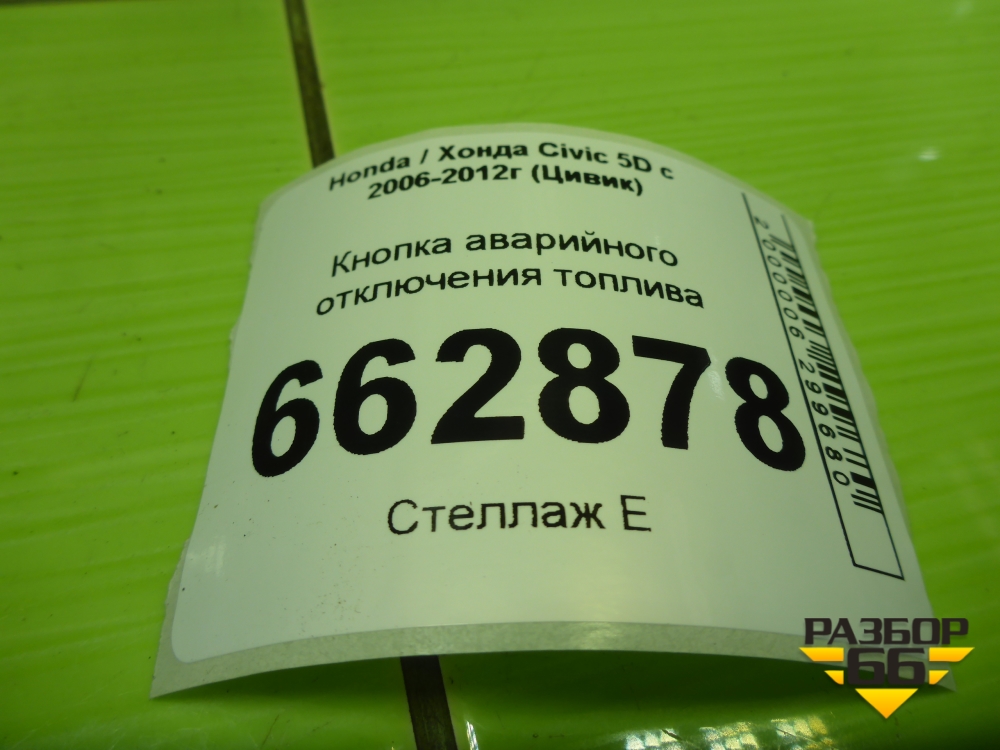 Honda / Хонда Civic 5D с
2006-2012г (Цивик)
Кнопка аварийного
отключения топлива
662878
Стеллаж Е
2000006299680
РАЗБОР
66